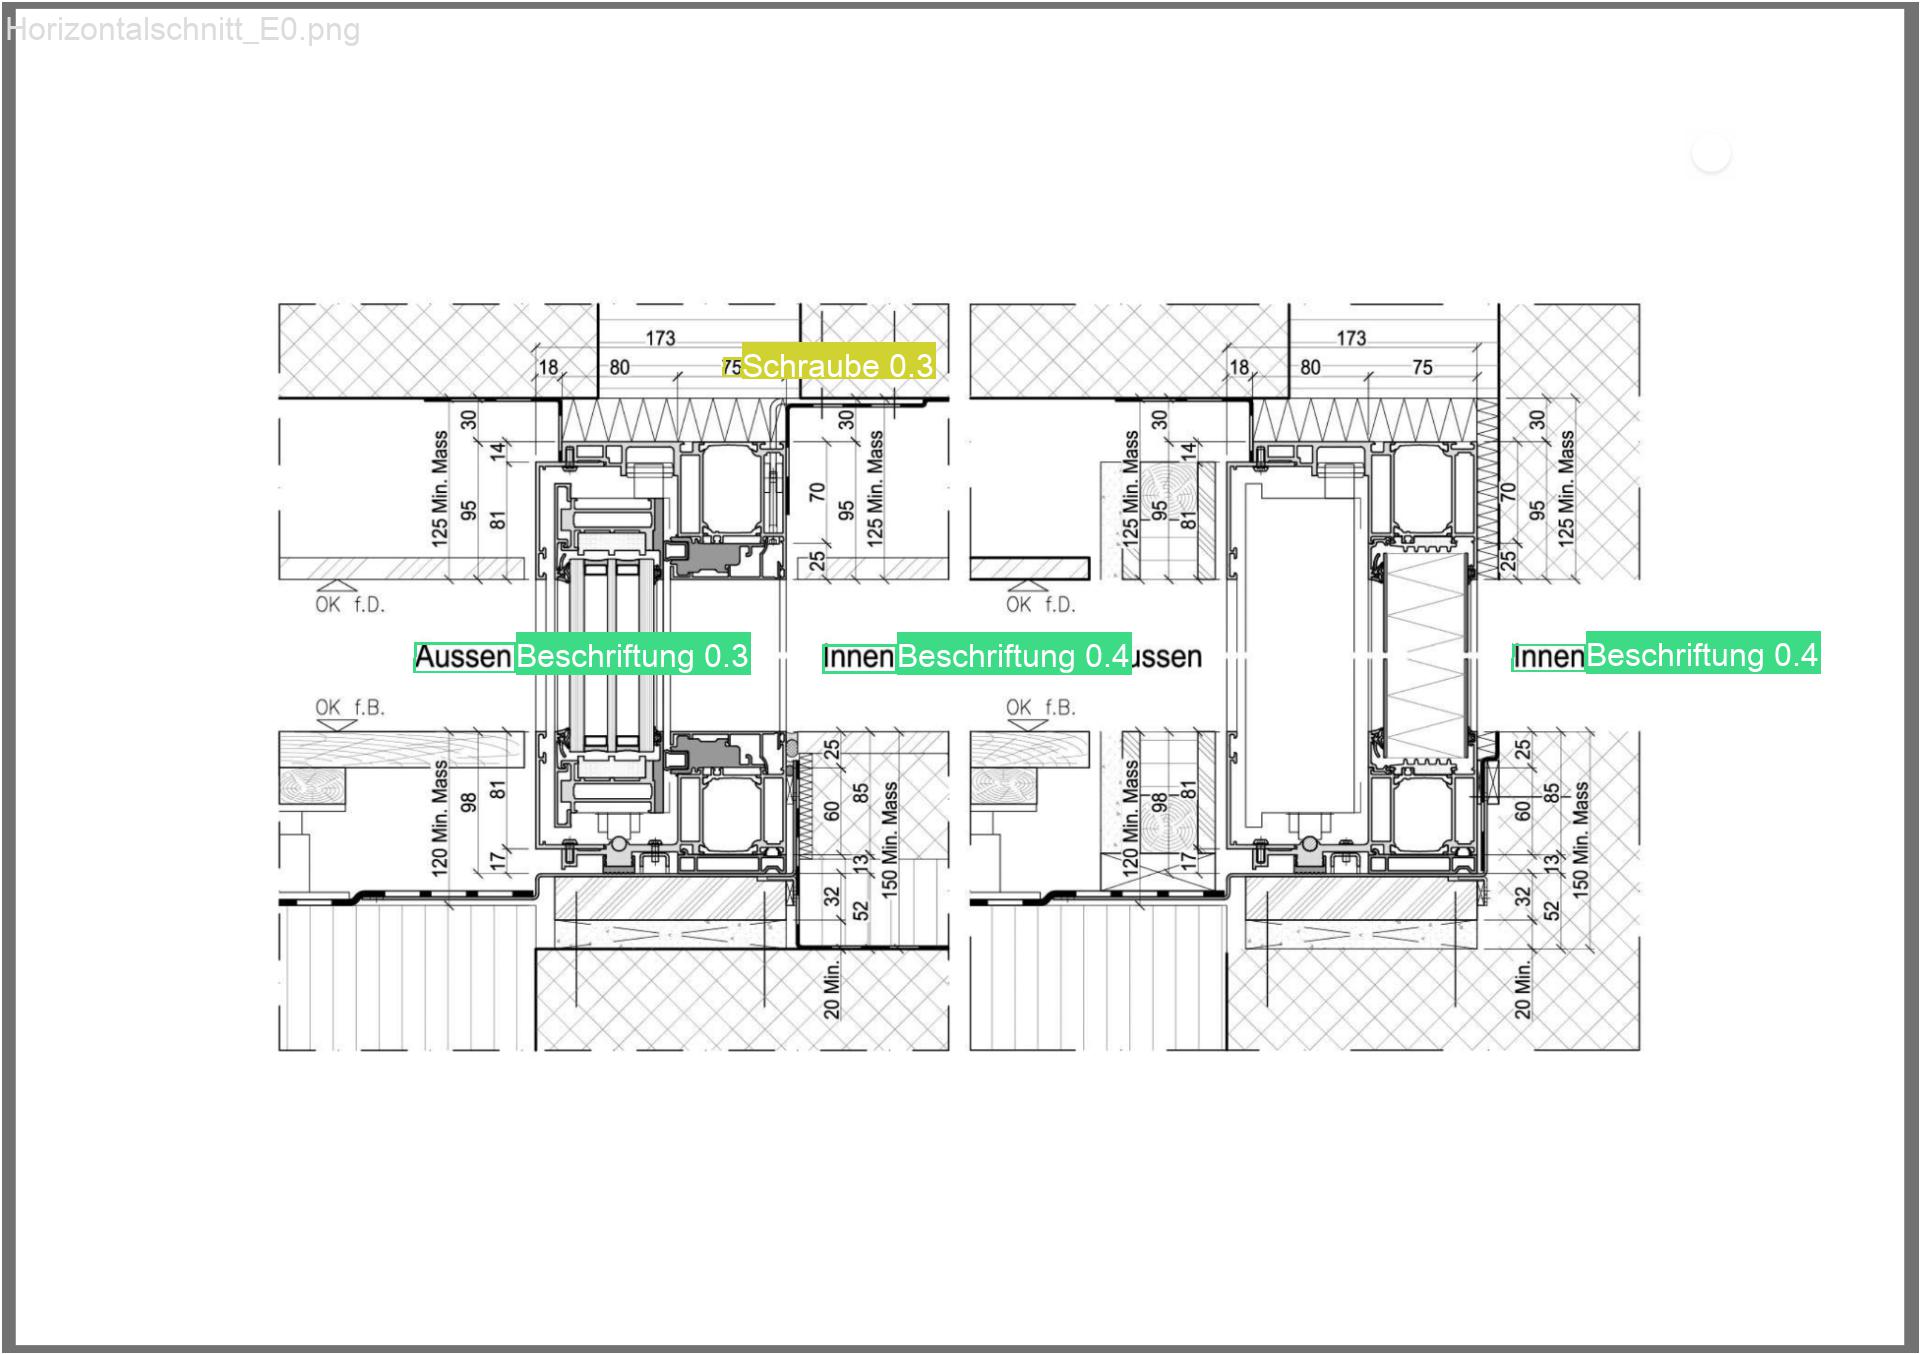 Horizontalschnitt_E0.png
173
18 80 75 Schraube 0.3
173
18 80 75
125 Min. Mass
30
95
14
81
30
70
25
95
125 Min. Mass
125 Min. Mass
30
95
14
81
70
25
30
95
125 Min. Mass
OK f.D.
OK f.D.
Aussen Beschriftung 0.3
Innen Beschriftung 0.4
ussen
Innen Beschriftung 0.4
OK f.B.
OK f.B.
120 Min. Mass
98
81
17
25
60
85
13
32
52
150 Min. Mass
20 Min.
120 Min. Mass
98
81
17
25
60
85
13
32
52
150 Min. Mass
20 Min.